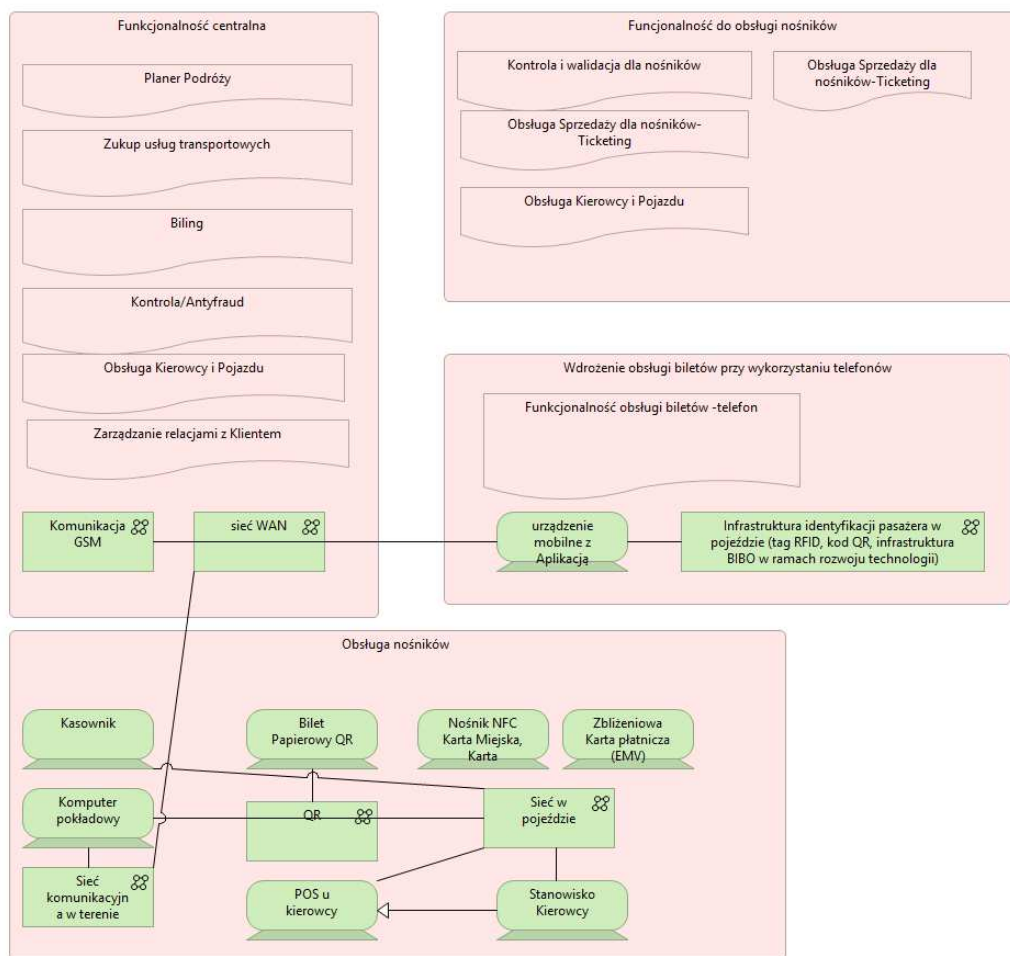 Funkcjonalność centralna
Planer Podróży
Zukup usług transportowych
Biling
Kontrola/Antyfraud
Obsługa Kierowcy i Pojazdu
Zarządzanie relacjami z Klientem
Komunikacja
GSM
sieć WAN
Funcjonalność do obsługi nośników
Kontrola i walidacja dla nośników
Obsługa Sprzedaży dla
nośników-Ticketing
Obsługa Sprzedaży dla nośników-
Ticketing
Obsługa Kierowcy i Pojazdu
Wdrożenie obsługi biletów przy wykorzystaniu telefonów
Funkcjonalność obsługi biletów -telefon
urządzenie
mobilne z
Aplikacją
Infrastruktura identyfikacji pasażera w
pojeździe (tag RFID, kod QR, infrastruktura
BIBO w ramach rozwoju technologii)
Obsługa nośników
Kasownik
Bilet
Papierowy QR
Nośnik NFC
Karta Miejska,
Karta
Zbliżeniowa
Karta płatnicza
(EMV)
Komputer
pokładowy
QR
Sieć w
pojeździe
Sieć
komunikacyjn
a w terenie
POS u
kierowcy
Stanowisko
Kierowcy